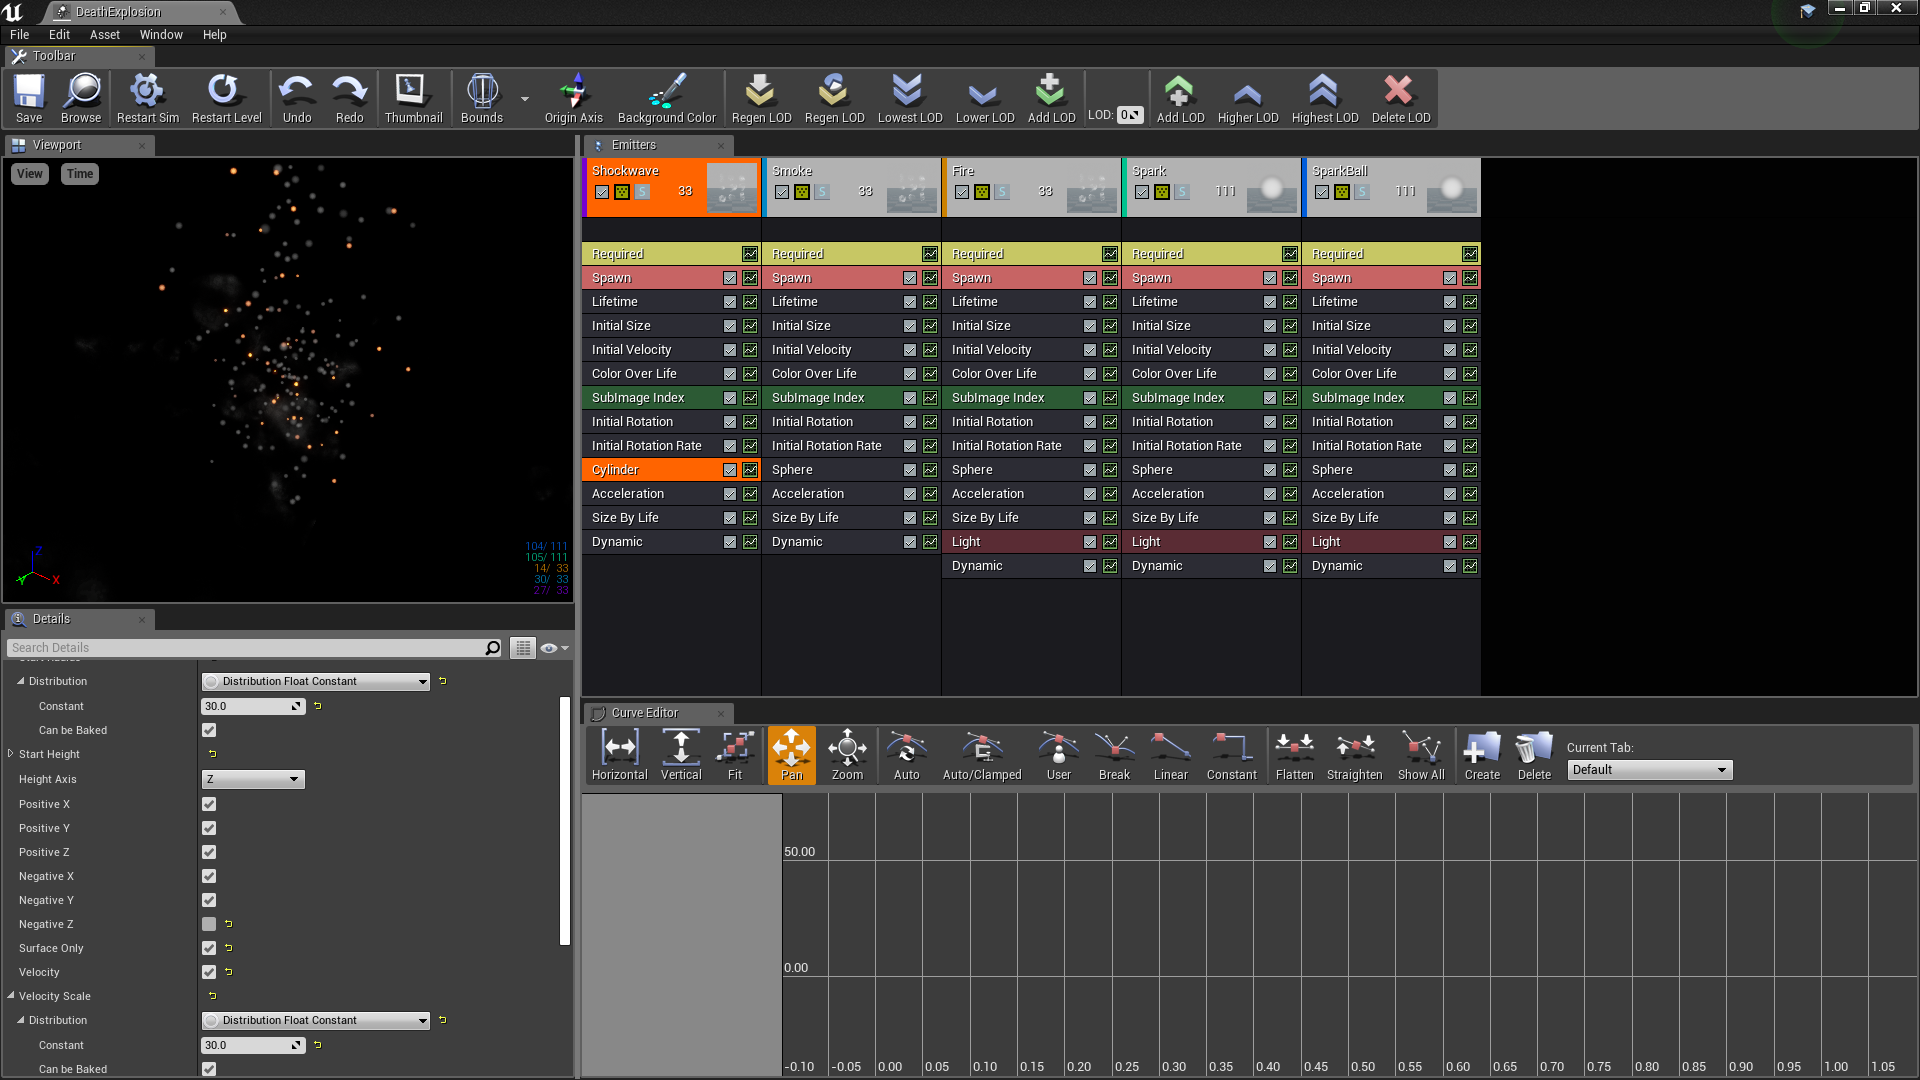 DeathExplosion
File Edit Asset Window Help
Toolbar
Save Browse Restart Sim Restart Level Undo Redo Thumbnail Bounds Origin Axis Background Color Regen LOD Regen LOD Lowest LOD Lower LOD Add LOD LOD: 0 Add LOD Higher LOD Highest LOD Delete LOD
Viewport
View Time
Z
X
Y
104/ 111
105/ 111
14/ 33
30/ 33
27/ 33
Emitters
Shockwave Smoke Fire Spark SparkBall
S 33 S 33 S 33 S 111 S 111
Required Required Required Required Required
Spawn Spawn Spawn Spawn Spawn
Lifetime Lifetime Lifetime Lifetime Lifetime
Initial Size Initial Size Initial Size Initial Size Initial Size
Initial Velocity Initial Velocity Initial Velocity Initial Velocity Initial Velocity
Color Over Life Color Over Life Color Over Life Color Over Life Color Over Life
SubImage Index SubImage Index SubImage Index SubImage Index SubImage Index
Initial Rotation Initial Rotation Initial Rotation Initial Rotation Initial Rotation
Initial Rotation Rate Initial Rotation Rate Initial Rotation Rate Initial Rotation Rate Initial Rotation Rate
Cylinder Sphere Sphere Sphere Sphere
Acceleration Acceleration Acceleration Acceleration Acceleration
Size By Life Size By Life Size By Life Size By Life Size By Life
Dynamic Dynamic Light Light Light
Dynamic Dynamic Dynamic
Details
Search Details
Distribution Distribution Float Constant
Constant 30.0
Can be Baked
Start Height
Height Axis Z
Positive X
Positive Y
Positive Z
Negative X
Negative Y
Negative Z
Surface Only
Velocity
Velocity Scale
Distribution Distribution Float Constant
Constant 30.0
Can be Baked
Curve Editor
Horizontal Vertical Fit Pan Zoom Auto Auto/Clamped User Break Linear Constant Flatten Straighten Show All Create Delete
Current Tab:
Default
50.00
0.00
-0.10 -0.05 0.00 0.05 0.10 0.15 0.20 0.25 0.30 0.35 0.40 0.45 0.50 0.55 0.60 0.65 0.70 0.75 0.80 0.85 0.90 0.95 1.00 1.05